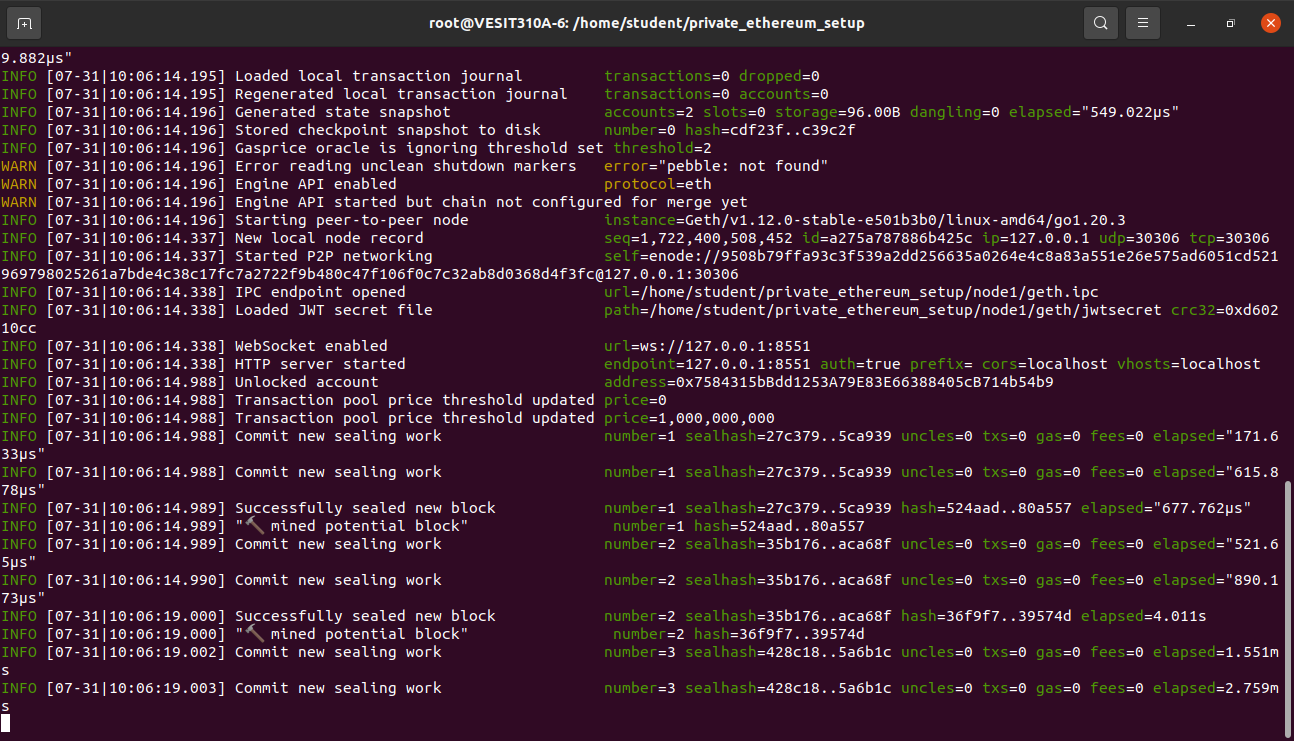 root@VESIT310A-6: /home/student/private_ethereum_setup
9.882µs"
INFO [07-31|10:06:14.195] Loaded local transaction journal transactions=0 dropped=0
INFO [07-31|10:06:14.195] Regenerated local transaction journal transactions=0 accounts=0
INFO [07-31|10:06:14.196] Generated state snapshot accounts=2 slots=0 storage=96.00B dangling=0 elapsed="549.022µs"
INFO [07-31|10:06:14.196] Stored checkpoint snapshot to disk number=0 hash=cdf23f..c39c2f
INFO [07-31|10:06:14.196] Gasprice oracle is ignoring threshold set threshold=2
WARN [07-31|10:06:14.196] Error reading unclean shutdown markers error="pebble: not found"
WARN [07-31|10:06:14.196] Engine API enabled protocol=eth
WARN [07-31|10:06:14.196] Engine API started but chain not configured for merge yet
INFO [07-31|10:06:14.196] Starting peer-to-peer node instance=Geth/v1.12.0-stable-e501b3b0/linux-amd64/go1.20.3
INFO [07-31|10:06:14.337] New local node record seq=1,722,400,508,452 id=a275a787886b425c ip=127.0.0.1 udp=30306 tcp=30306
INFO [07-31|10:06:14.337] Started P2P networking self=enode://9508b79ffa93c3f539a2dd256635a0264e4c8a83a551e26e575ad6051cd521
969798025261a7bde4c38c17fc7a2722f9b480c47f106f0c7c32ab8d0368d4f3fc@127.0.0.1:30306
INFO [07-31|10:06:14.338] IPC endpoint opened url=/home/student/private_ethereum_setup/node1/geth.ipc
INFO [07-31|10:06:14.338] Loaded JWT secret file path=/home/student/private_ethereum_setup/node1/geth/jwtsecret crc32=0xd602
10cc
INFO [07-31|10:06:14.338] WebSocket enabled url=ws://127.0.0.1:8551
INFO [07-31|10:06:14.338] HTTP server started endpoint=127.0.0.1:8551 auth=true prefix= cors=localhost vhosts=localhost
INFO [07-31|10:06:14.988] Unlocked account address=0x7584315bBdd1253A79E83E66388405cB714b54b9
INFO [07-31|10:06:14.988] Transaction pool price threshold updated price=0
INFO [07-31|10:06:14.988] Transaction pool price threshold updated price=1,000,000,000
INFO [07-31|10:06:14.988] Commit new sealing work number=1 sealhash=27c379..5ca939 uncles=0 txs=0 gas=0 fees=0 elapsed="171.6
33µs"
INFO [07-31|10:06:14.988] Commit new sealing work number=1 sealhash=27c379..5ca939 uncles=0 txs=0 gas=0 fees=0 elapsed="615.8
78µs"
INFO [07-31|10:06:14.989] Successfully sealed new block number=1 sealhash=27c379..5ca939 hash=524aad..80a557 elapsed="677.762µs"
INFO [07-31|10:06:14.989] "🔨 mined potential block" number=1 hash=524aad..80a557
INFO [07-31|10:06:14.989] Commit new sealing work number=2 sealhash=35b176..aca68f uncles=0 txs=0 gas=0 fees=0 elapsed="521.6
5µs"
INFO [07-31|10:06:14.990] Commit new sealing work number=2 sealhash=35b176..aca68f uncles=0 txs=0 gas=0 fees=0 elapsed="890.1
73µs"
INFO [07-31|10:06:19.000] Successfully sealed new block number=2 sealhash=35b176..aca68f hash=36f9f7..39574d elapsed=4.011s
INFO [07-31|10:06:19.000] "🔨 mined potential block" number=2 hash=36f9f7..39574d
INFO [07-31|10:06:19.002] Commit new sealing work number=3 sealhash=428c18..5a6b1c uncles=0 txs=0 gas=0 fees=0 elapsed=1.551m
s
INFO [07-31|10:06:19.003] Commit new sealing work number=3 sealhash=428c18..5a6b1c uncles=0 txs=0 gas=0 fees=0 elapsed=2.759m
s